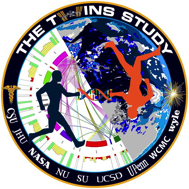 THE TWINS STUDY
CSU JHU NASA NU SU UCSD UPenn WCMC wyle